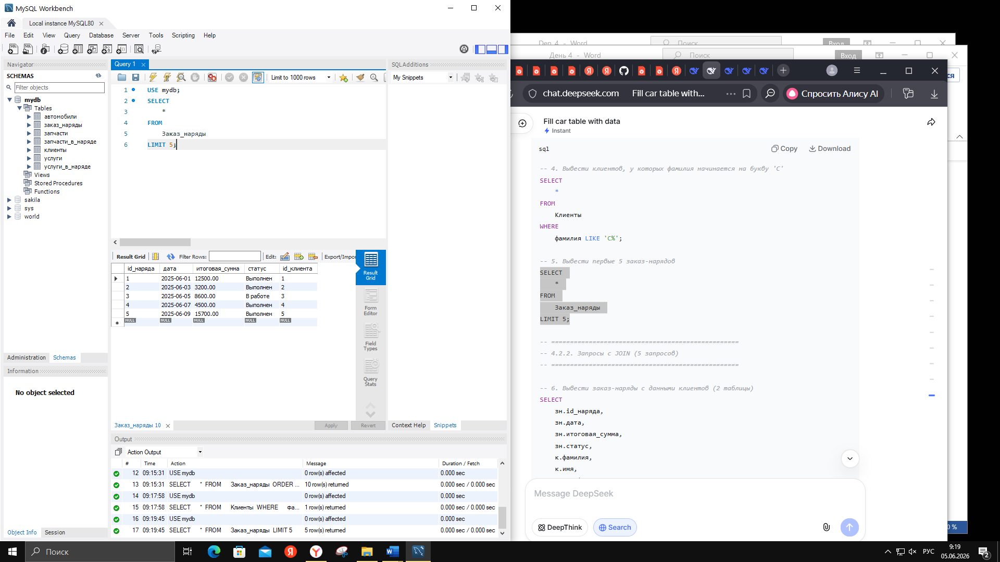 MySQL Workbench
Local instance MySQL80
File Edit View Query Database Server Tools Scripting Help
Navigator
SCHEMAS
Filter objects
mydb
Tables
автомобили
заказ_наряды
запчасти
запчасти_в_наряде
клиенты
услуги
услуги_в_наряде
Views
Stored Procedures
Functions
sakila
sys
world
Administration Schemas
Information
No object selected
Object Info Session
Query 1
Limit to 1000 rows
1 USE mydb;
2 SELECT
3 *
4 FROM
5 Заказ_наряды
6 LIMIT 5;
Result Grid Filter Rows: Edit: Export/Impor
id_наряда дата итоговая_сумма статус id_клиента
1 2025-06-01 12500.00 Выполнен 1
2 2025-06-03 3200.00 Выполнен 2
3 2025-06-05 8600.00 В работе 3
4 2025-06-07 4500.00 Выполнен 4
5 2025-06-09 15700.00 Выполнен 5
NULL NULL NULL NULL NULL
Result Grid
Form Editor
Field Types
Query Stats
Заказ_наряды 10
Apply Revert
SQLAdditions
My Snippets
Context Help Snippets
Output
Action Output
# Time Action Message Duration / Fetch
12 09:15:31 USE mydb 0 row(s) affected 0.000 sec
13 09:15:31 SELECT * FROM Заказ_наряды ORDER ... 10 row(s) returned 0.000 sec / 0.000 sec
14 09:17:58 USE mydb 0 row(s) affected 0.000 sec
15 09:17:58 SELECT * FROM Клиенты WHERE фа... 1 row(s) returned 0.000 sec / 0.000 sec
16 09:19:45 USE mydb 0 row(s) affected 0.000 sec
17 09:19:45 SELECT * FROM Заказ_наряды LIMIT 5 5 row(s) returned 0.000 sec / 0.000 sec
Den_4 - Word Поиск Вход
День 4 - Word Поиск Вход
ся
chat.deepseek.com Fill car table with... Спросить Алису AI
Fill car table with data
Instant
sql Copy Download
-- 4. Вывести клиентов, у которых фамилия начинается на букву 'С'
SELECT
*
FROM
Клиенты
WHERE
фамилия LIKE 'С%';
-- 5. Вывести первые 5 заказ-нарядов
SELECT
*
FROM
Заказ_наряды
LIMIT 5;
-- ==================================================
-- 4.2.2. Запросы с JOIN (5 запросов)
-- ==================================================
-- 6. Вывести заказ-наряды с данными клиентов (2 таблицы)
SELECT
зн.id_наряда,
зн.дата,
зн.итоговая_сумма,
зн.статус,
к.фамилия,
к.имя,
Message DeepSeek
DeepThink Search
0 %
Поиск
РУС
9:19
05.06.2026
2